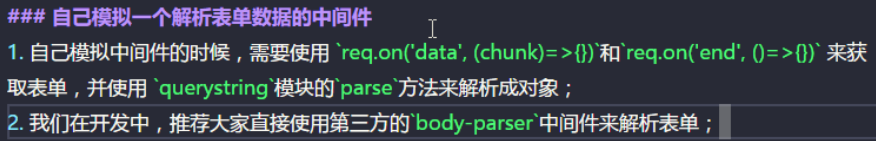 ### 自己模拟一个解析表单数据的中间件
1. 自己模拟中间件的时候，需要使用 `req.on('data', (chunk)=>{})`和`req.on('end', ()=>{})` 来获
取表单，并使用 `querystring`模块的`parse`方法来解析成对象；
2. 我们在开发中，推荐大家直接使用第三方的`body-parser`中间件来解析表单；